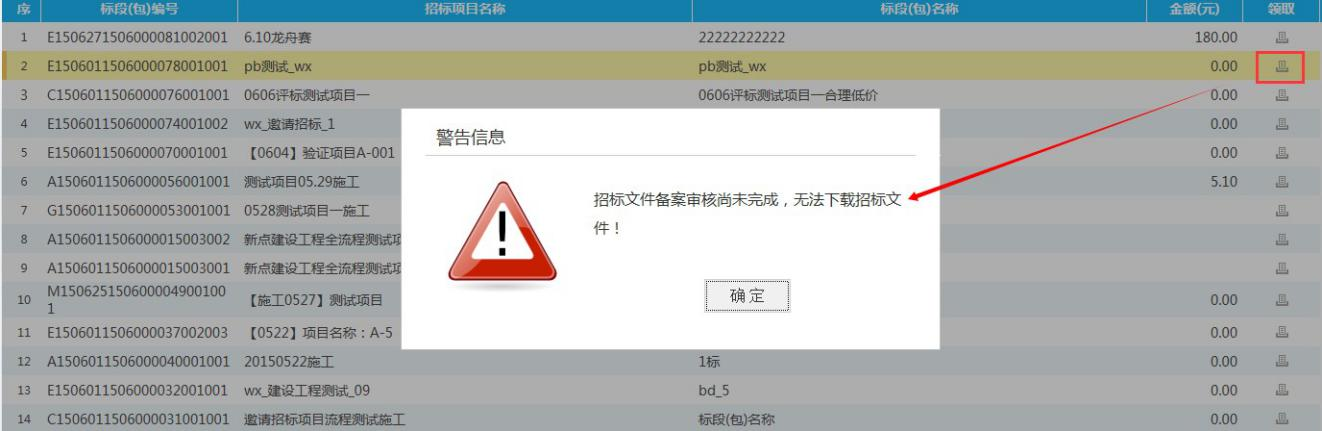 序 标段(包)编号 招标项目名称 标段(包)名称 金额(元) 领取
1 E1506271506000081002001 6.10龙舟赛 22222222222 180.00
2 E1506011506000078001001 pb测试_wx pb测试_wx 0.00
3 C1506011506000076001001 0606评标测试项目一 0606评标测试项目一合理低价 0.00
4 E1506011506000074001002 wx_邀请招标_1 0.00
5 E1506011506000070001001 【0604】验证项目A-001 0.00
6 A1506011506000056001001 测试项目05.29施工 5.10
7 G1506011506000053001001 0528测试项目一施工
8 A1506011506000015003002 新点建设工程全流程测试项
9 A1506011506000015003001 新点建设工程全流程测试项
10 M150625150600004900100
1 【施工0527】测试项目 0.00
11 E1506011506000037002003 【0522】项目名称：A-5 0.00
12 A1506011506000040001001 20150522施工 1标 0.00
13 E1506011506000032001001 wx_建设工程测试_09 bd_5 0.00
14 C1506011506000031001001 邀请招标项目流程测试施工 标段(包)名称 0.00
警告信息
招标文件备案审核尚未完成，无法下载招标文
件！
确定